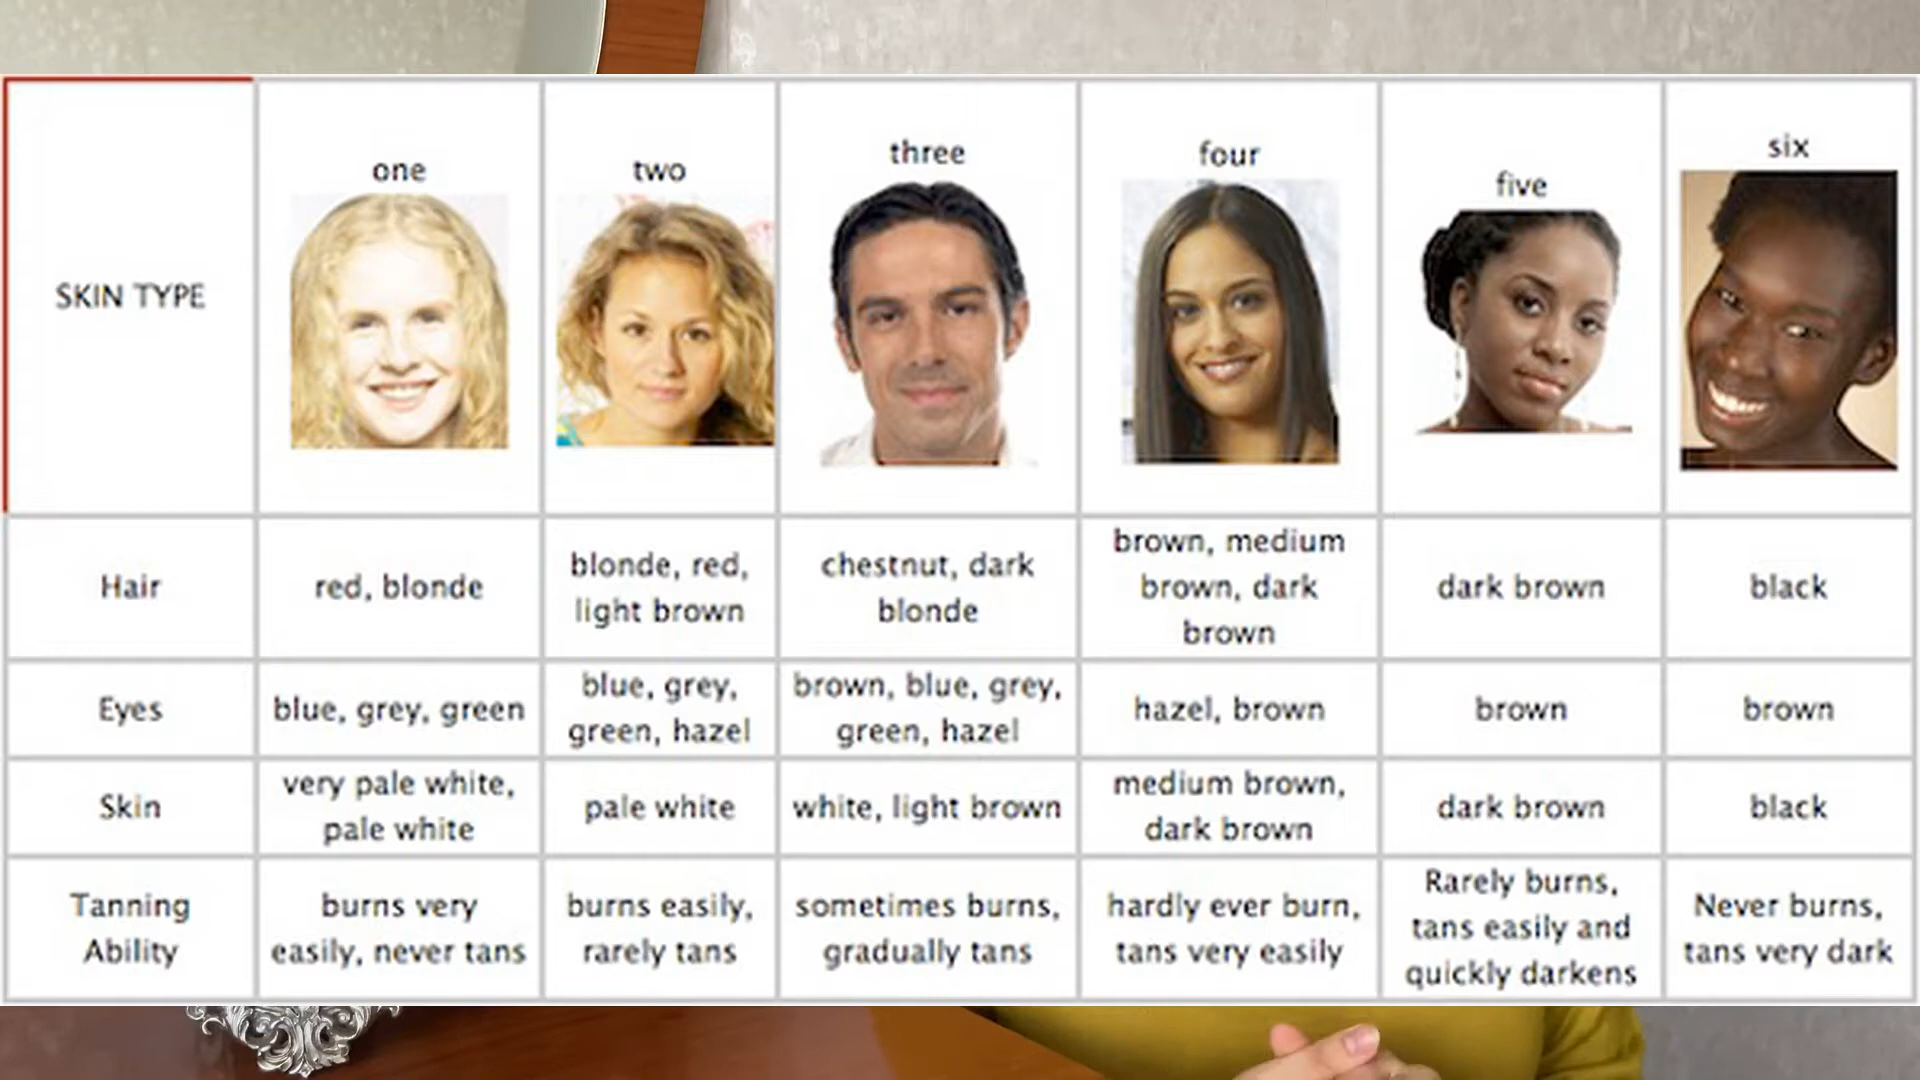 SKIN TYPE
one
two
three
four
five
six
Hair
red, blonde
blonde, red,
light brown
chestnut, dark
blonde
brown, medium
brown, dark
brown
dark brown
black
Eyes
blue, grey, green
blue, grey,
green, hazel
brown, blue, grey,
green, hazel
hazel, brown
brown
brown
Skin
very pale white,
pale white
pale white
white, light brown
medium brown,
dark brown
dark brown
black
Tanning
Ability
burns very
easily, never tans
burns easily,
rarely tans
sometimes burns,
gradually tans
hardly ever burn,
tans very easily
Rarely burns,
tans easily and
quickly darkens
Never burns,
tans very dark